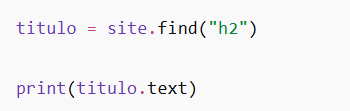 titulo = site.find("h2")
print(titulo.text)